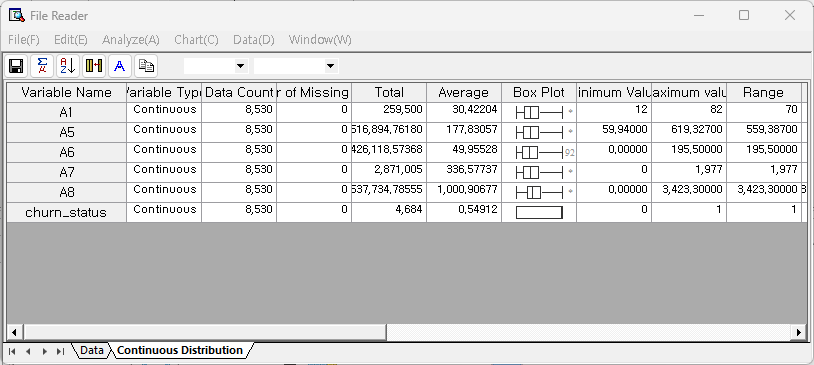 File Reader
File(F) Edit(E) Analyze(A) Chart(C) Data(D) Window(W)
Variable Name Variable Type Data Count r of Missing Total Average Box Plot inimum Valu aximum valu Range
A1 Continuous 8,530 0 259,500 30,42204 * 12 82 70
A5 Continuous 8,530 0 516,894,76180 177,83057 * 59,94000 619,32700 559,38700
A6 Continuous 8,530 0 426,118,57368 49,95528 92 0,00000 195,50000 195,50000
A7 Continuous 8,530 0 2,871,005 336,57737 * 0 1,977 1,977
A8 Continuous 8,530 0 537,734,78555 1,000,90677 * 0,00000 3,423,30000 3,423,30000 3
churn_status Continuous 8,530 0 4,684 0,54912 0 1 1
Data Continuous Distribution